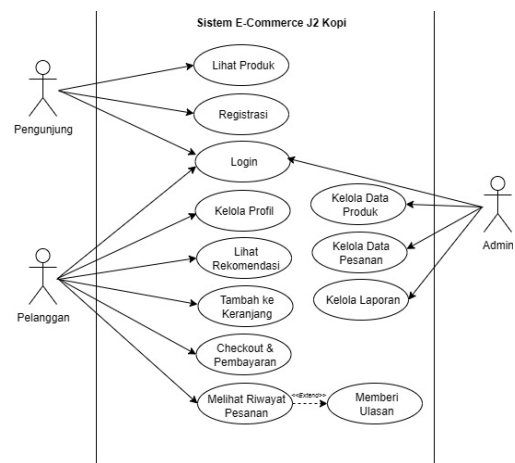 Sistem E-Commerce J2 Kopi
Lihat Produk
Pengunjung
Registrasi
Login
Kelola Profil
Kelola Data
Produk
Admin
Lihat
Rekomendasi
Kelola Data
Pesanan
Pelanggan
Tambah ke
Keranjang
Kelola Laporan
Checkout &
Pembayaran
Melihat Riwayat
Pesanan
<<Extend>>
Memberi
Ulasan